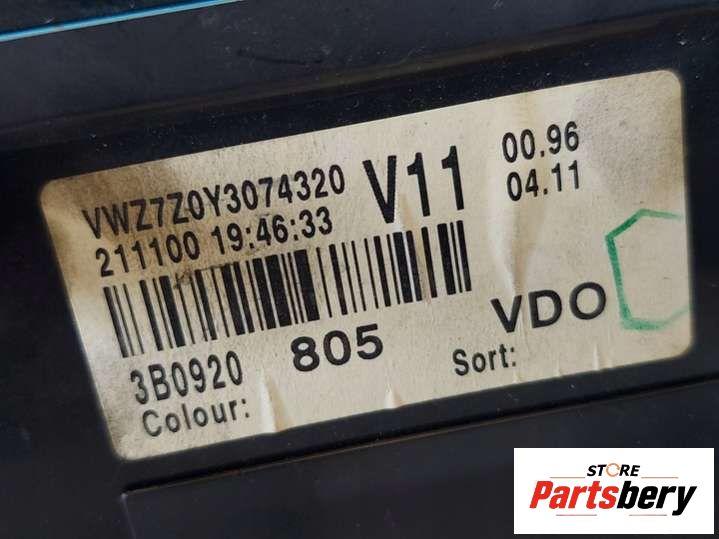 VWZ7Z0Y3074320 V11 00.96
211100 19:46:33 04.11
3B0920 805 VDO
Colour: Sort:
STORE
Partsbery